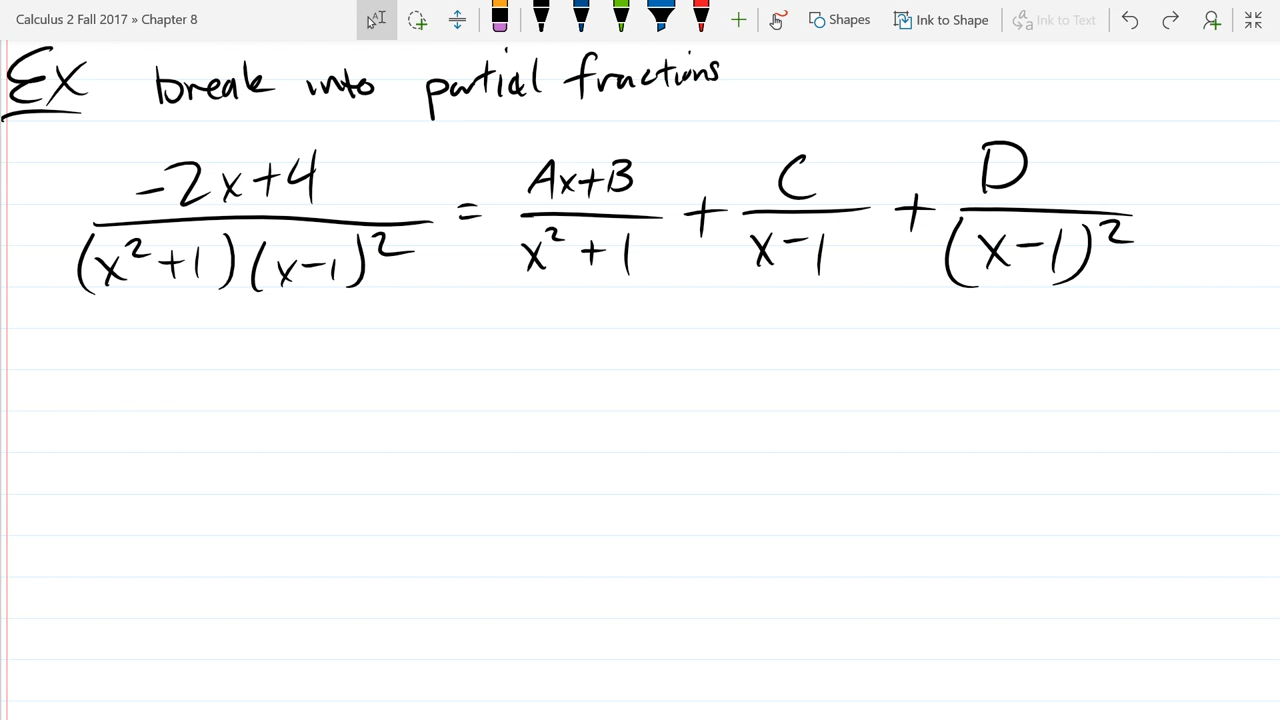 Calculus 2 Fall 2017 » Chapter 8
Shapes
Ink to Shape
Ink to Text
Ex break into partial fractions
(-2x+4)/((x²+1)(x-1)²) = (Ax+B)/(x²+1) + C/(x-1) + D/(x-1)²